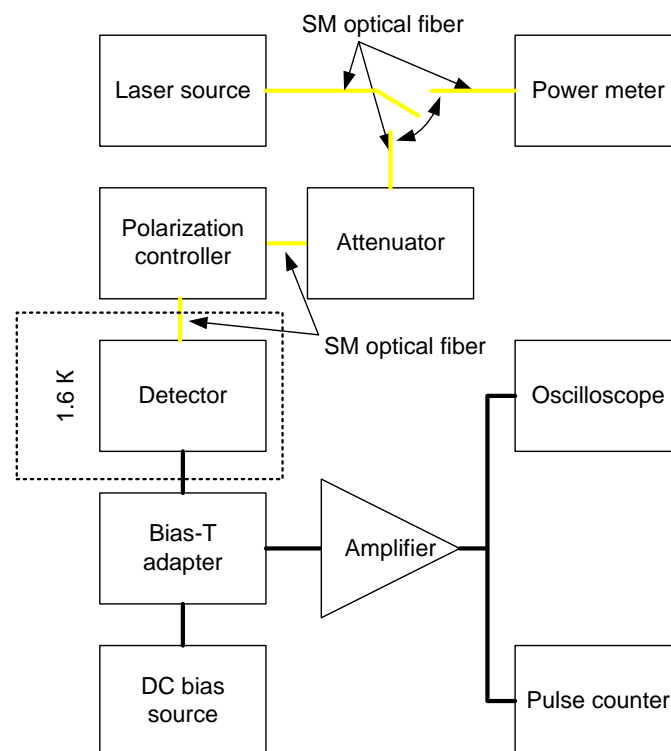 SM optical fiber
Laser source
Power meter
Polarization
controller
Attenuator
SM optical fiber
1.6 K
Detector
Oscilloscope
Bias-T
adapter
Amplifier
DC bias
source
Pulse counter